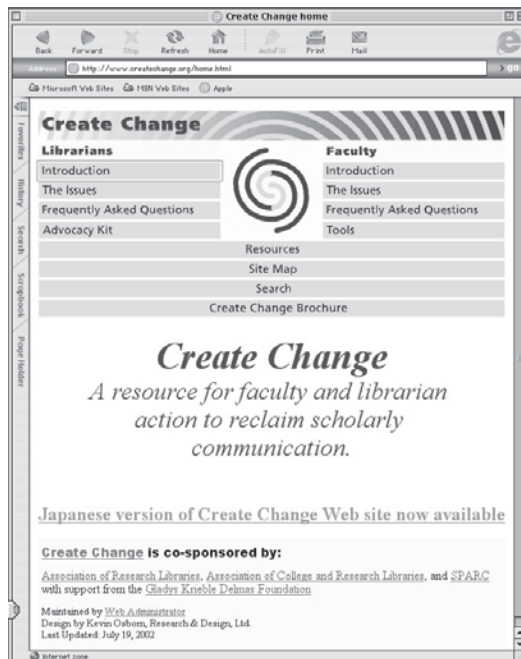 Create Change home
Back Forward Stop Refresh Home AutoFill Print Mail
Address http://www.createchange.org/home.html go
Microsoft Web Sites MSN Web Sites Apple
Favorites
History
Search
Scrapbook
Page Holder
Create Change
Librarians
Introduction
The Issues
Frequently Asked Questions
Advocacy Kit
Faculty
Introduction
The Issues
Frequently Asked Questions
Tools
Resources
Site Map
Search
Create Change Brochure
Create Change
A resource for faculty and librarian
action to reclaim scholarly
communication.
Japanese version of Create Change Web site now available
Create Change is co-sponsored by:
Association of Research Libraries, Association of College and Research Libraries, and SPARC
with support from the Gladys Krieble Delmas Foundation
Maintained by Web Administrator
Design by Kevin Osborn, Research & Design, Ltd.
Last Updated: July 19, 2002
Internet zone